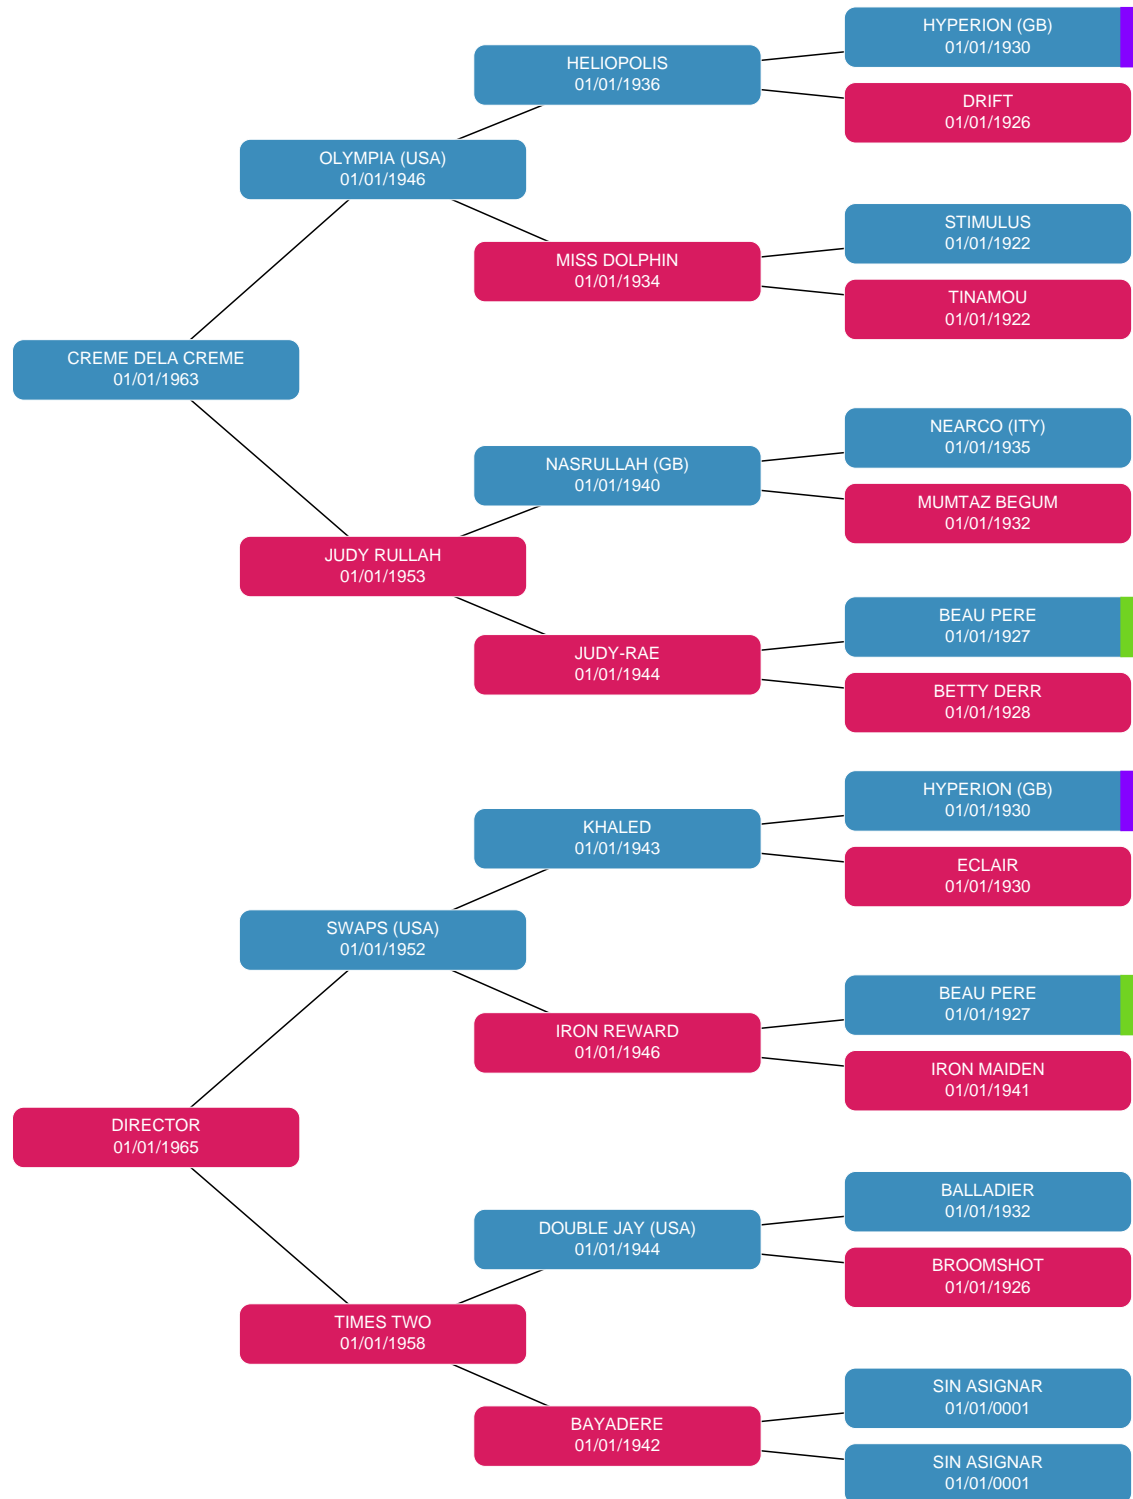 HYPERION (GB)
01/01/1930
HELIOPOLIS
01/01/1936
DRIFT
01/01/1926
OLYMPIA (USA)
01/01/1946
STIMULUS
01/01/1922
MISS DOLPHIN
01/01/1934
TINAMOU
01/01/1922
CREME DELA CREME
01/01/1963
NEARCO (ITY)
01/01/1935
NASRULLAH (GB)
01/01/1940
MUMTAZ BEGUM
01/01/1932
JUDY RULLAH
01/01/1953
BEAU PERE
01/01/1927
JUDY-RAE
01/01/1944
BETTY DERR
01/01/1928
HYPERION (GB)
01/01/1930
KHALED
01/01/1943
ECLAIR
01/01/1930
SWAPS (USA)
01/01/1952
BEAU PERE
01/01/1927
IRON REWARD
01/01/1946
IRON MAIDEN
01/01/1941
DIRECTOR
01/01/1965
BALLADIER
01/01/1932
DOUBLE JAY (USA)
01/01/1944
BROOMSHOT
01/01/1926
TIMES TWO
01/01/1958
SIN ASIGNAR
01/01/0001
BAYADERE
01/01/1942
SIN ASIGNAR
01/01/0001